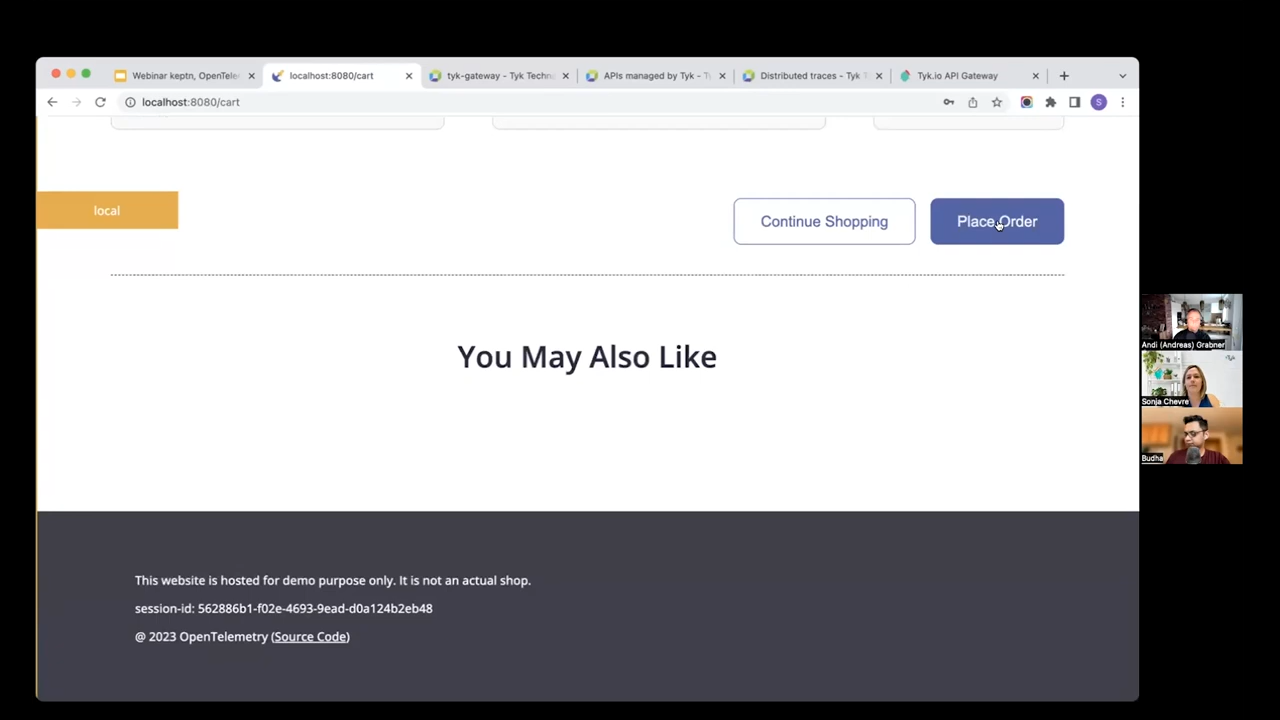 Webinar keptn, OpenTele
localhost:8080/cart
tyk-gateway - Tyk Techn
APIs managed by Tyk - T
Distributed traces - Tyk T
Tyk.io API Gateway
localhost:8080/cart
S
local
Continue Shopping
Place Order
You May Also Like
Andi (Andreas) Grabner
Sonja Chevre
Budha
This website is hosted for demo purpose only. It is not an actual shop.
session-id: 562886b1-f02e-4693-9ead-d0a124b2eb48
@ 2023 OpenTelemetry (Source Code)